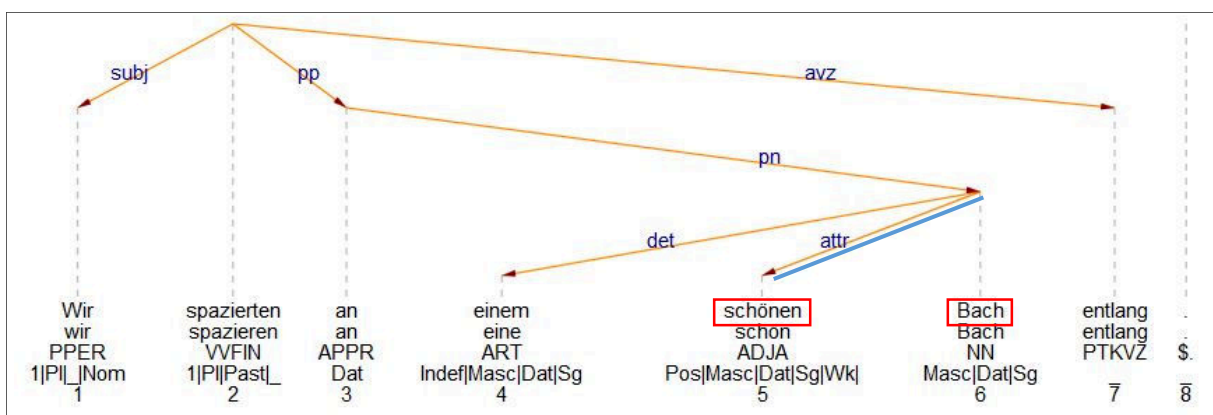 subj pp avz
pn
det attr
Wir spazierten an einem schönen Bach entlang .
wir spazieren an eine schön Bach entlang .
PPER VVFIN APPR ART ADJA NN PTKVZ $.
1|Pl|_|Nom 1|Pl|Past|_ Dat Indef|Masc|Dat|Sg Pos|Masc|Dat|Sg|Wk| Masc|Dat|Sg _ _
1 2 3 4 5 6 7 8